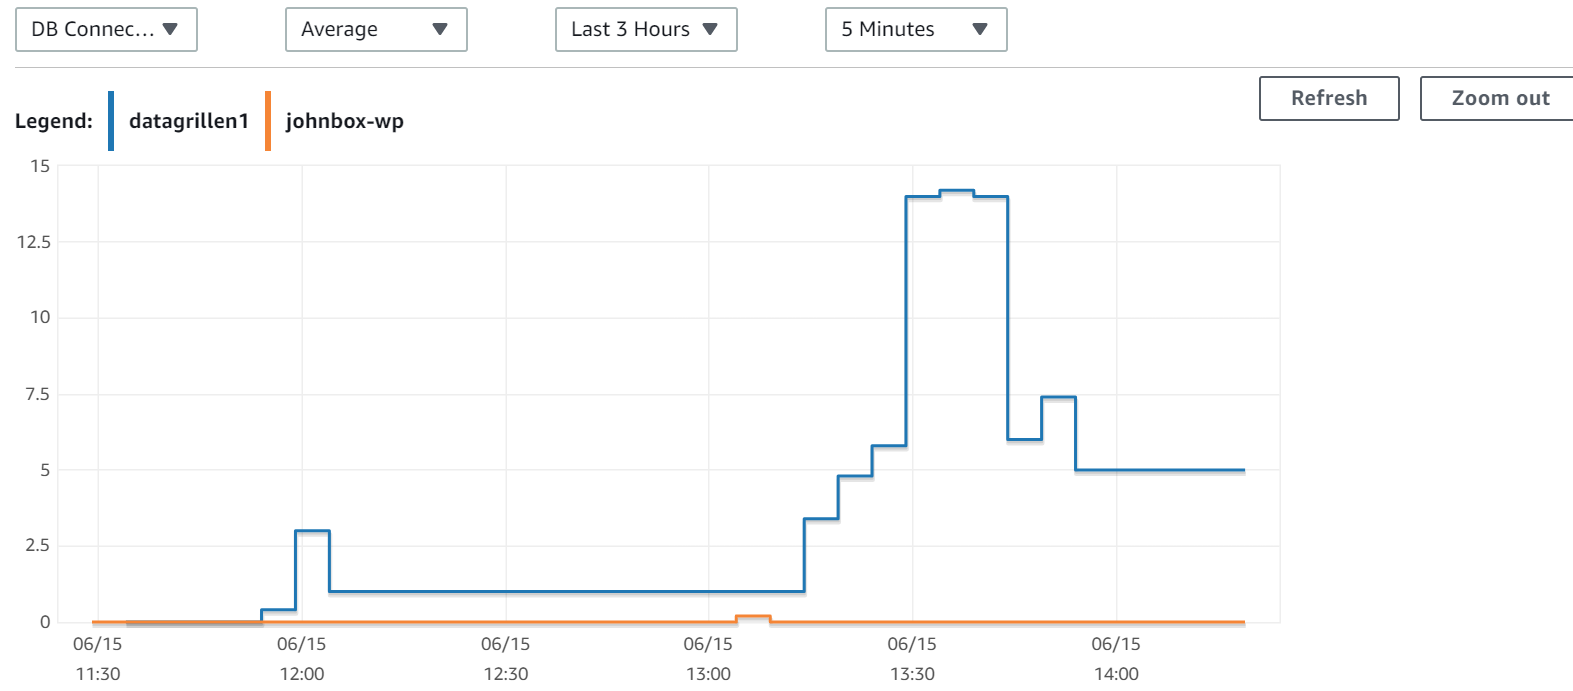 DB Connec... Average Last 3 Hours 5 Minutes
Refresh Zoom out
Legend: datagrillen1 johnbox-wp
15
12.5
10
7.5
5
2.5
0
06/15 06/15 06/15 06/15 06/15 06/15
11:30 12:00 12:30 13:00 13:30 14:00